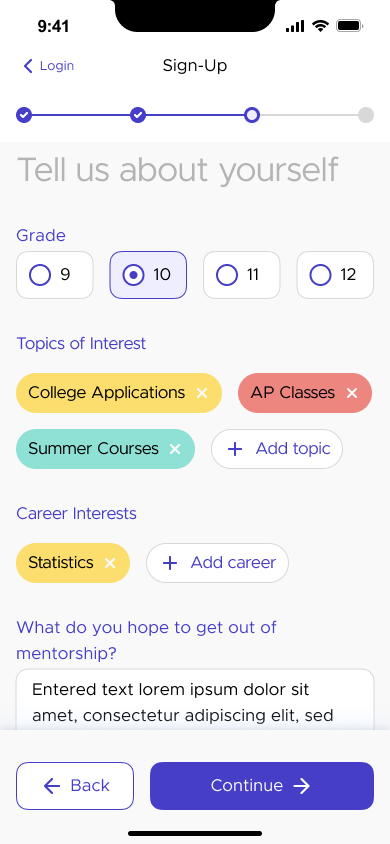 9:41
Login
Sign-Up
Tell us about yourself
Grade
9
10
11
12
Topics of Interest
College Applications
AP Classes
Summer Courses
Add topic
Career Interests
Statistics
Add career
What do you hope to get out of
mentorship?
Entered text lorem ipsum dolor sit
amet, consectetur adipiscing elit, sed
Back
Continue